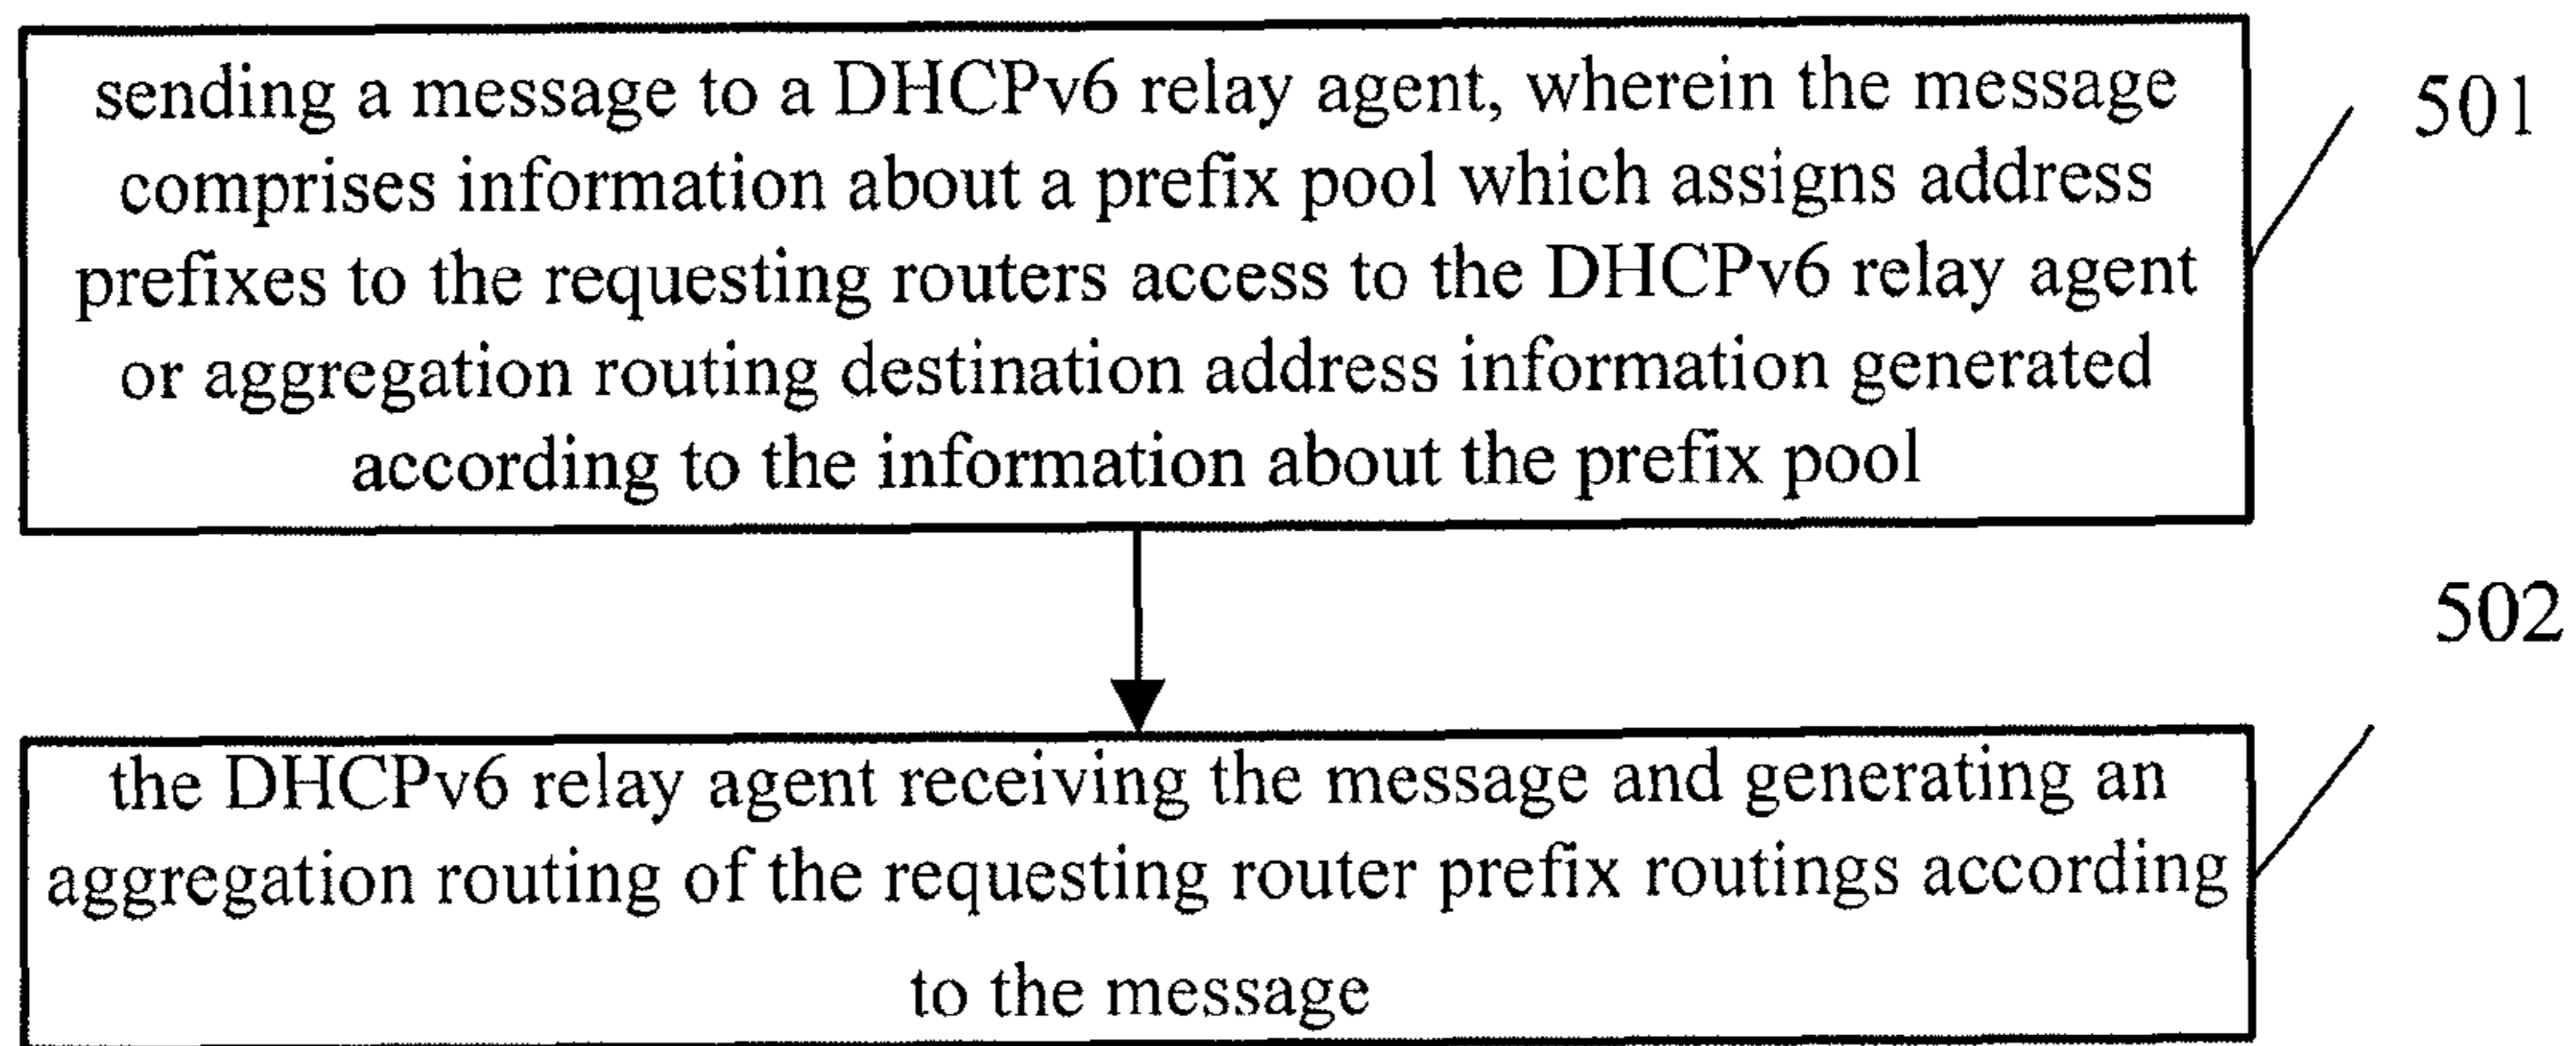 sending a message to a DHCPv6 relay agent, wherein the message
comprises information about a prefix pool which assigns address
prefixes to the requesting routers access to the DHCPv6 relay agent
or aggregation routing destination address information generated
according to the information about the prefix pool
501
502
the DHCPv6 relay agent receiving the message and generating an
aggregation routing of the requesting router prefix routings according
to the message